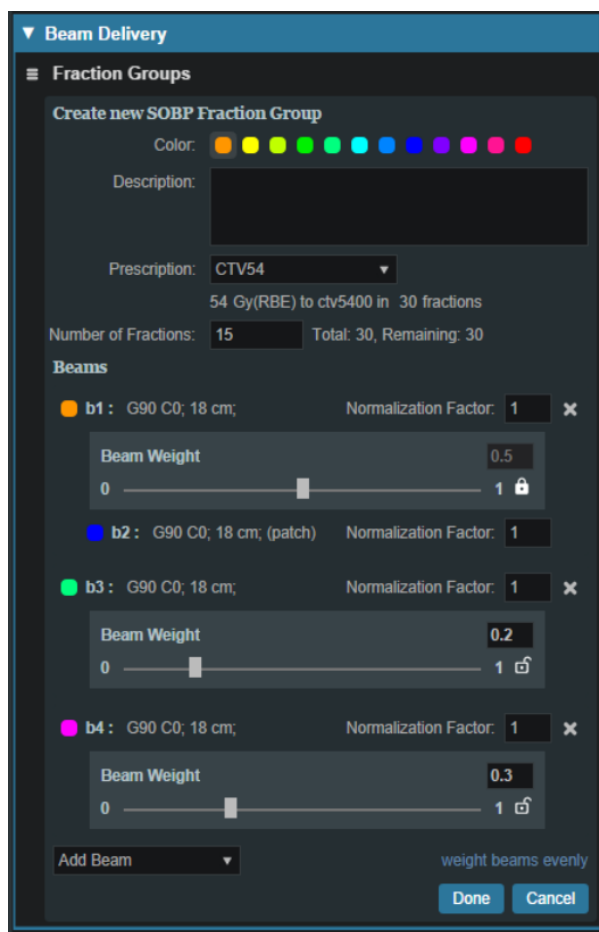 Beam Delivery
Fraction Groups
Create new SOBP Fraction Group
Color:
Description:
Prescription: CTV54
54 Gy(RBE) to ctv5400 in 30 fractions
Number of Fractions: 15 Total: 30, Remaining: 30
Beams
b1 : G90 C0; 18 cm; Normalization Factor: 1
Beam Weight 0.5
0 1
b2 : G90 C0; 18 cm; (patch) Normalization Factor: 1
b3 : G90 C0; 18 cm; Normalization Factor: 1
Beam Weight 0.2
0 1
b4 : G90 C0; 18 cm; Normalization Factor: 1
Beam Weight 0.3
0 1
Add Beam weight beams evenly
Done Cancel